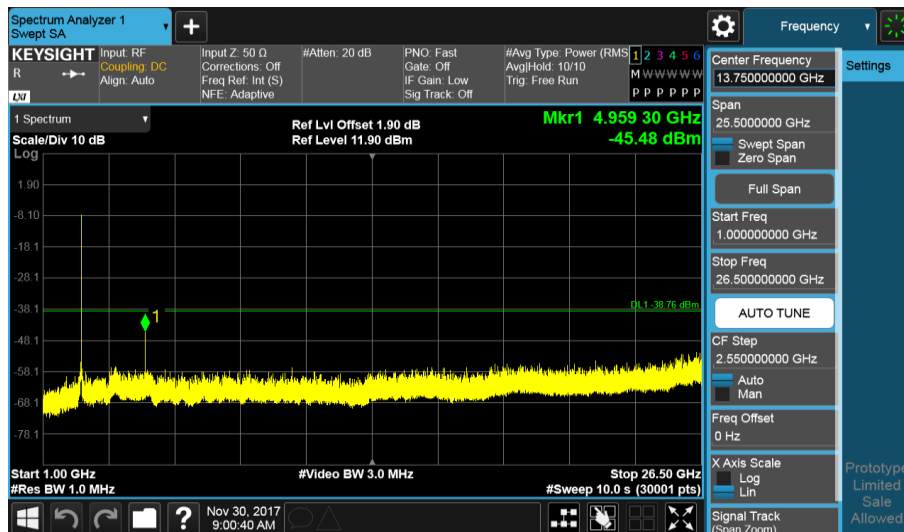 Spectrum Analyzer 1
Swept SA
+
Frequency
KEYSIGHT
R
LXI
Input: RF
Coupling: DC
Align: Auto
Input Z: 50 Ω
Corrections: Off
Freq Ref: Int (S)
NFE: Adaptive
#Atten: 20 dB
PNO: Fast
Gate: Off
IF Gain: Low
Sig Track: Off
#Avg Type: Power (RMS
Avg|Hold: 10/10
Trig: Free Run
1 2 3 4 5 6
M W W W W W
P P P P P P
1 Spectrum
Scale/Div 10 dB
Log
Ref Lvl Offset 1.90 dB
Ref Level 11.90 dBm
Mkr1 4.959 30 GHz
-45.48 dBm
1.90
-8.10
-18.1
-28.1
-38.1
-48.1
-58.1
-68.1
-78.1
1
DL1 -38.76 dBm
Start 1.00 GHz
#Res BW 1.0 MHz
#Video BW 3.0 MHz
Stop 26.50 GHz
#Sweep 10.0 s (30001 pts)
?
Nov 30, 2017
9:00:40 AM
Center Frequency
13.750000000 GHz
Span
25.5000000 GHz
Swept Span
Zero Span
Full Span
Start Freq
1.000000000 GHz
Stop Freq
26.500000000 GHz
AUTO TUNE
CF Step
2.550000000 GHz
Auto
Man
Freq Offset
0 Hz
X Axis Scale
Log
Lin
Signal Track
(Span Zoom)
Settings
Prototype
Limited
Sale
Allowed